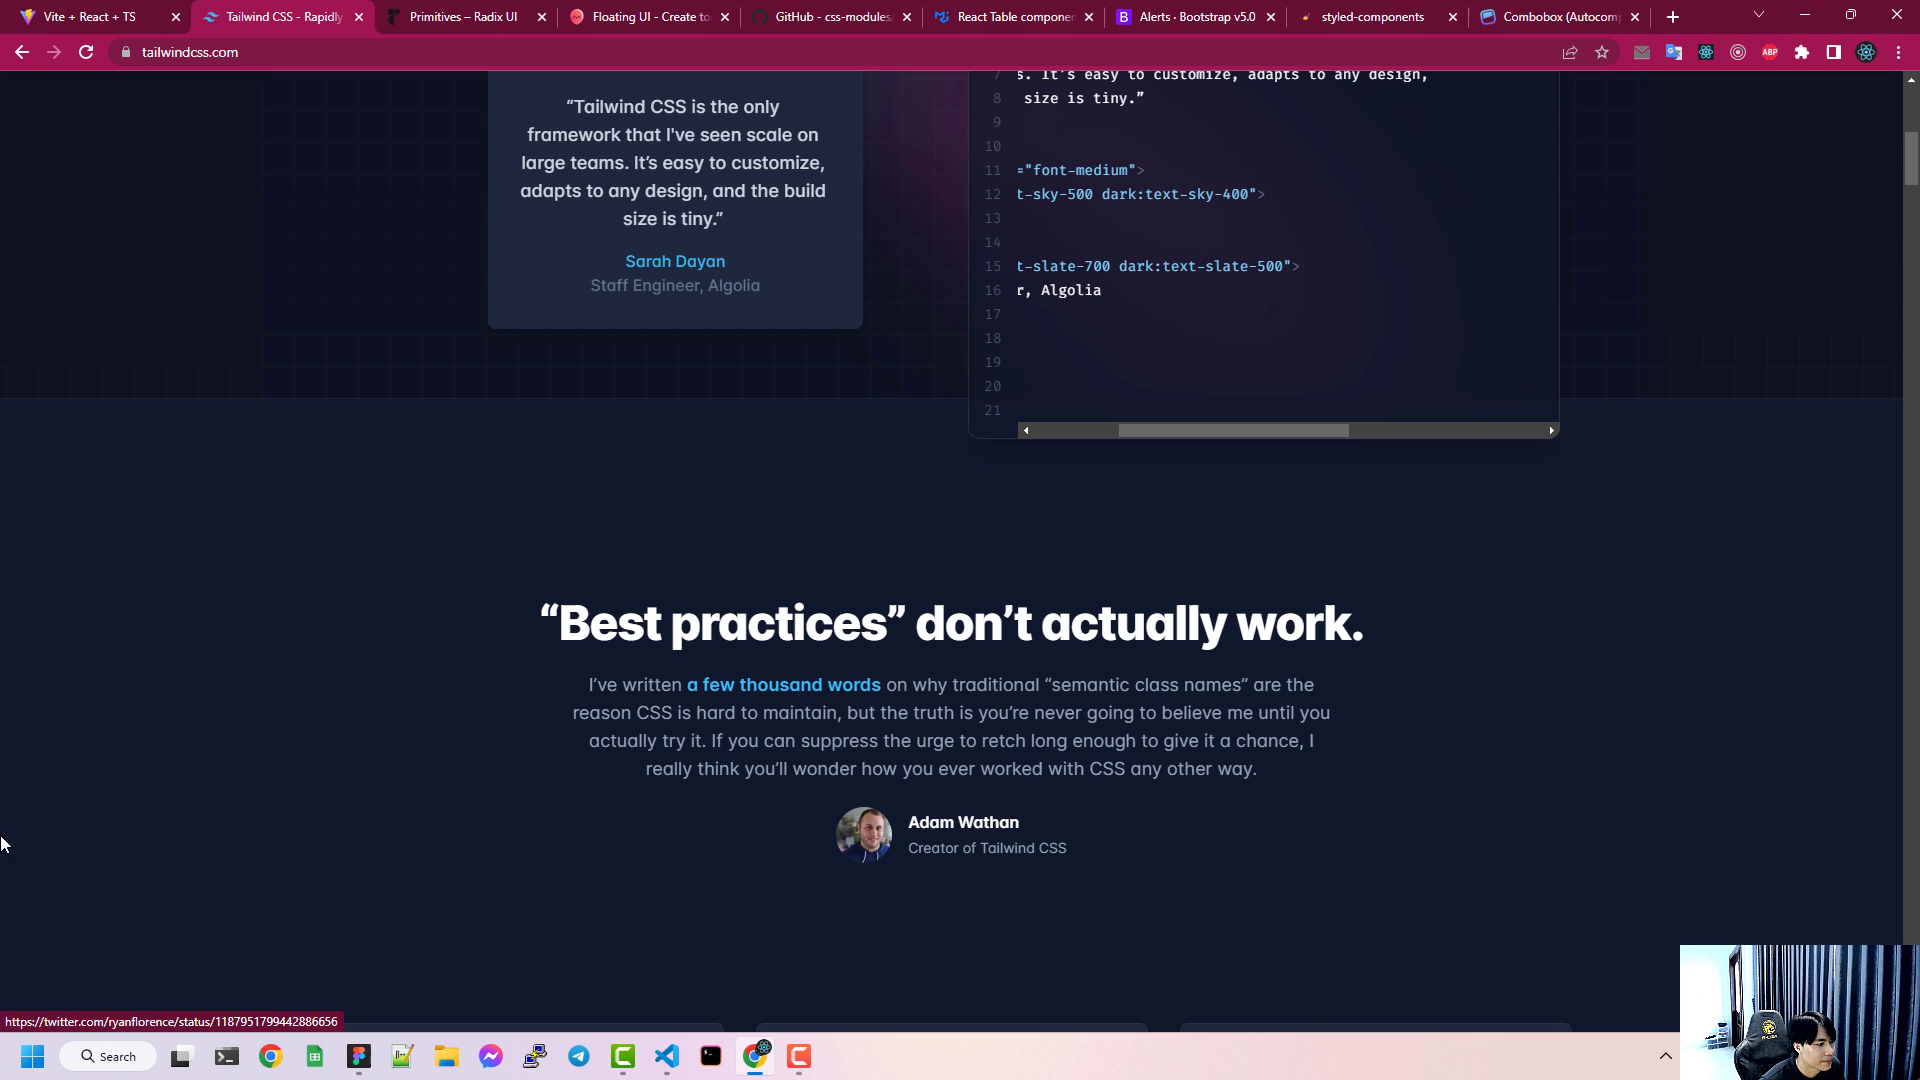 Vite + React + TS
Tailwind CSS - Rapidly
Primitives – Radix UI
Floating UI - Create to
GitHub - css-modules/
React Table componen
Alerts · Bootstrap v5.0
styled-components
Combobox (Autocomp
tailwindcss.com
“Tailwind CSS is the only
framework that I've seen scale on
large teams. It’s easy to customize,
adapts to any design, and the build
size is tiny.”
Sarah Dayan
Staff Engineer, Algolia
7 s. It’s easy to customize, adapts to any design,
8 size is tiny.”
9
10
11 ="font-medium">
12 t-sky-500 dark:text-sky-400">
13
14
15 t-slate-700 dark:text-slate-500">
16 r, Algolia
17
18
19
20
21
“Best practices” don’t actually work.
I’ve written a few thousand words on why traditional “semantic class names” are the
reason CSS is hard to maintain, but the truth is you’re never going to believe me until you
actually try it. If you can suppress the urge to retch long enough to give it a chance, I
really think you’ll wonder how you ever worked with CSS any other way.
Adam Wathan
Creator of Tailwind CSS
https://twitter.com/ryanflorence/status/1187951799442886656
Search